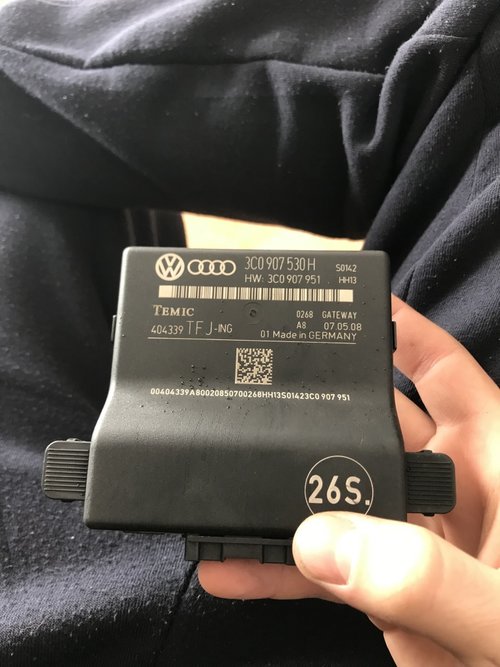 3C0 907 530 H S0142
HW: 3C0 907 951 HH13
TEMIC 0268 GATEWAY
404339 TFJ-ING A8 07.05.08
01 Made in GERMANY
00404339A80020850700268HH13S01423C0 907 951
26S.